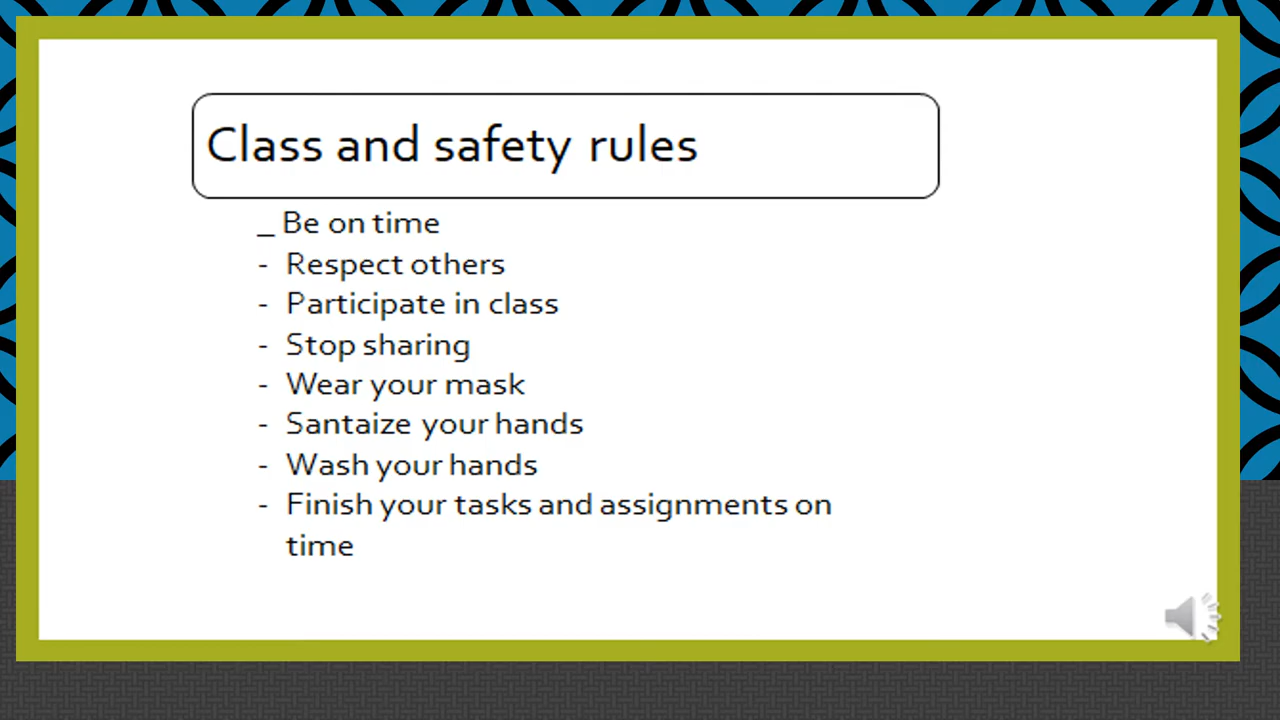 Class and safety rules
_ Be on time
- Respect others
- Participate in class
- Stop sharing
- Wear your mask
- Santaize your hands
- Wash your hands
- Finish your tasks and assignments on
time